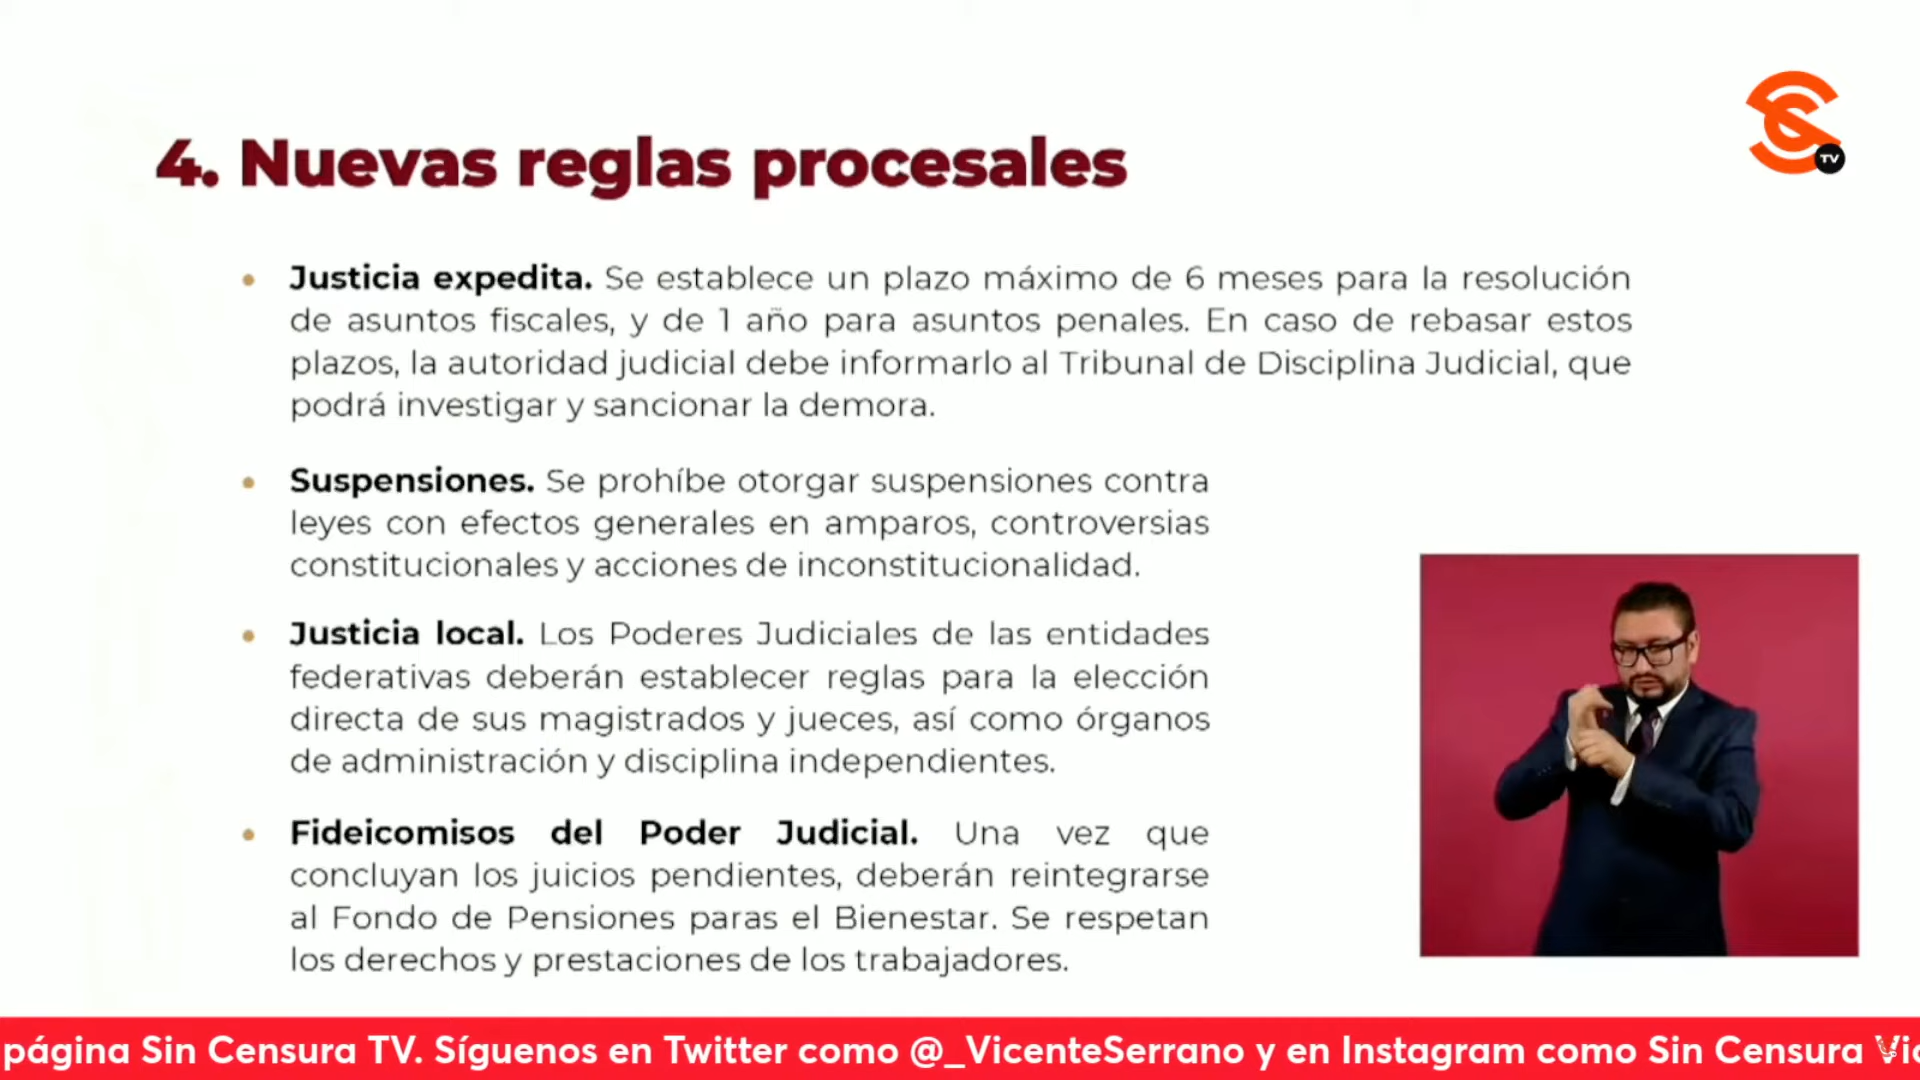 TV
4. Nuevas reglas procesales
• Justicia expedita. Se establece un plazo máximo de 6 meses para la resolución
de asuntos fiscales, y de 1 año para asuntos penales. En caso de rebasar estos
plazos, la autoridad judicial debe informarlo al Tribunal de Disciplina Judicial, que
podrá investigar y sancionar la demora.
• Suspensiones. Se prohíbe otorgar suspensiones contra
leyes con efectos generales en amparos, controversias
constitucionales y acciones de inconstitucionalidad.
• Justicia local. Los Poderes Judiciales de las entidades
federativas deberán establecer reglas para la elección
directa de sus magistrados y jueces, así como órganos
de administración y disciplina independientes.
• Fideicomisos del Poder Judicial. Una vez que
concluyan los juicios pendientes, deberán reintegrarse
al Fondo de Pensiones paras el Bienestar. Se respetan
los derechos y prestaciones de los trabajadores.
página Sin Censura TV. Síguenos en Twitter como @_VicenteSerrano y en Instagram como Sin Censura